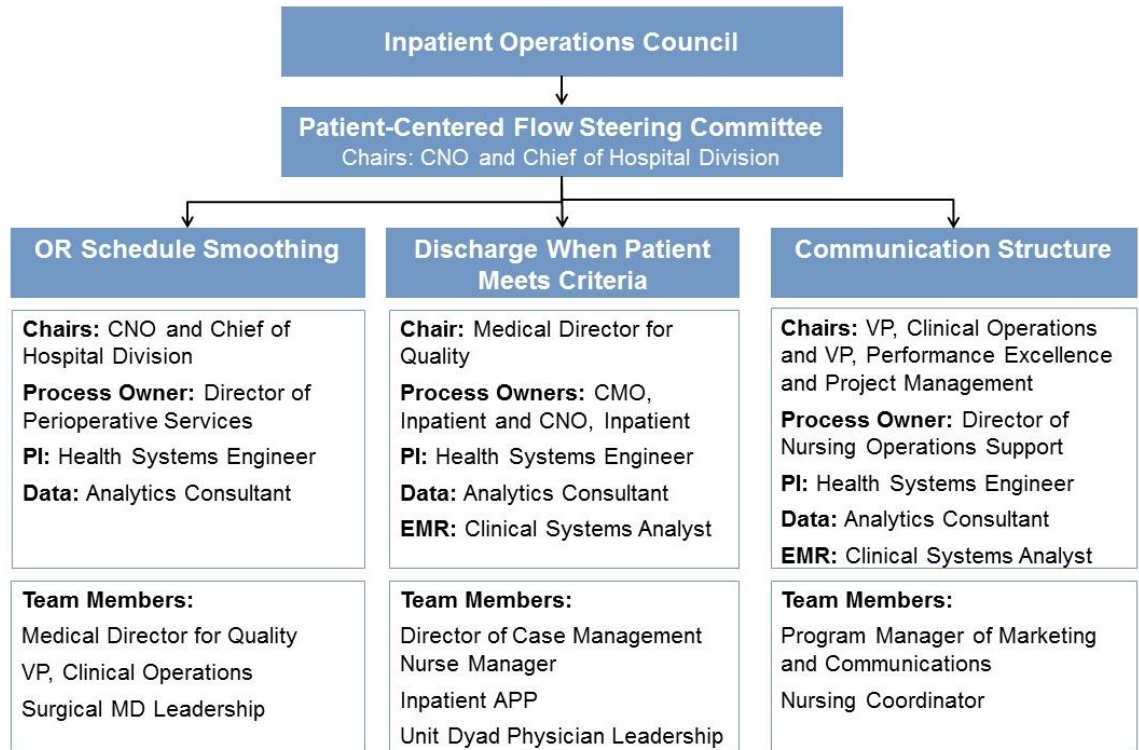 Inpatient Operations Council
Patient-Centered Flow Steering Committee
Chairs: CNO and Chief of Hospital Division
OR Schedule Smoothing
Chairs: CNO and Chief of
Hospital Division
Process Owner: Director of
Perioperative Services
PI: Health Systems Engineer
Data: Analytics Consultant
Team Members:
Medical Director for Quality
VP, Clinical Operations
Surgical MD Leadership
Discharge When Patient
Meets Criteria
Chair: Medical Director for
Quality
Process Owners: CMO,
Inpatient and CNO, Inpatient
PI: Health Systems Engineer
Data: Analytics Consultant
EMR: Clinical Systems Analyst
Team Members:
Director of Case Management
Nurse Manager
Inpatient APP
Unit Dyad Physician Leadership
Communication Structure
Chairs: VP, Clinical Operations
and VP, Performance Excellence
and Project Management
Process Owner: Director of
Nursing Operations Support
PI: Health Systems Engineer
Data: Analytics Consultant
EMR: Clinical Systems Analyst
Team Members:
Program Manager of Marketing
and Communications
Nursing Coordinator